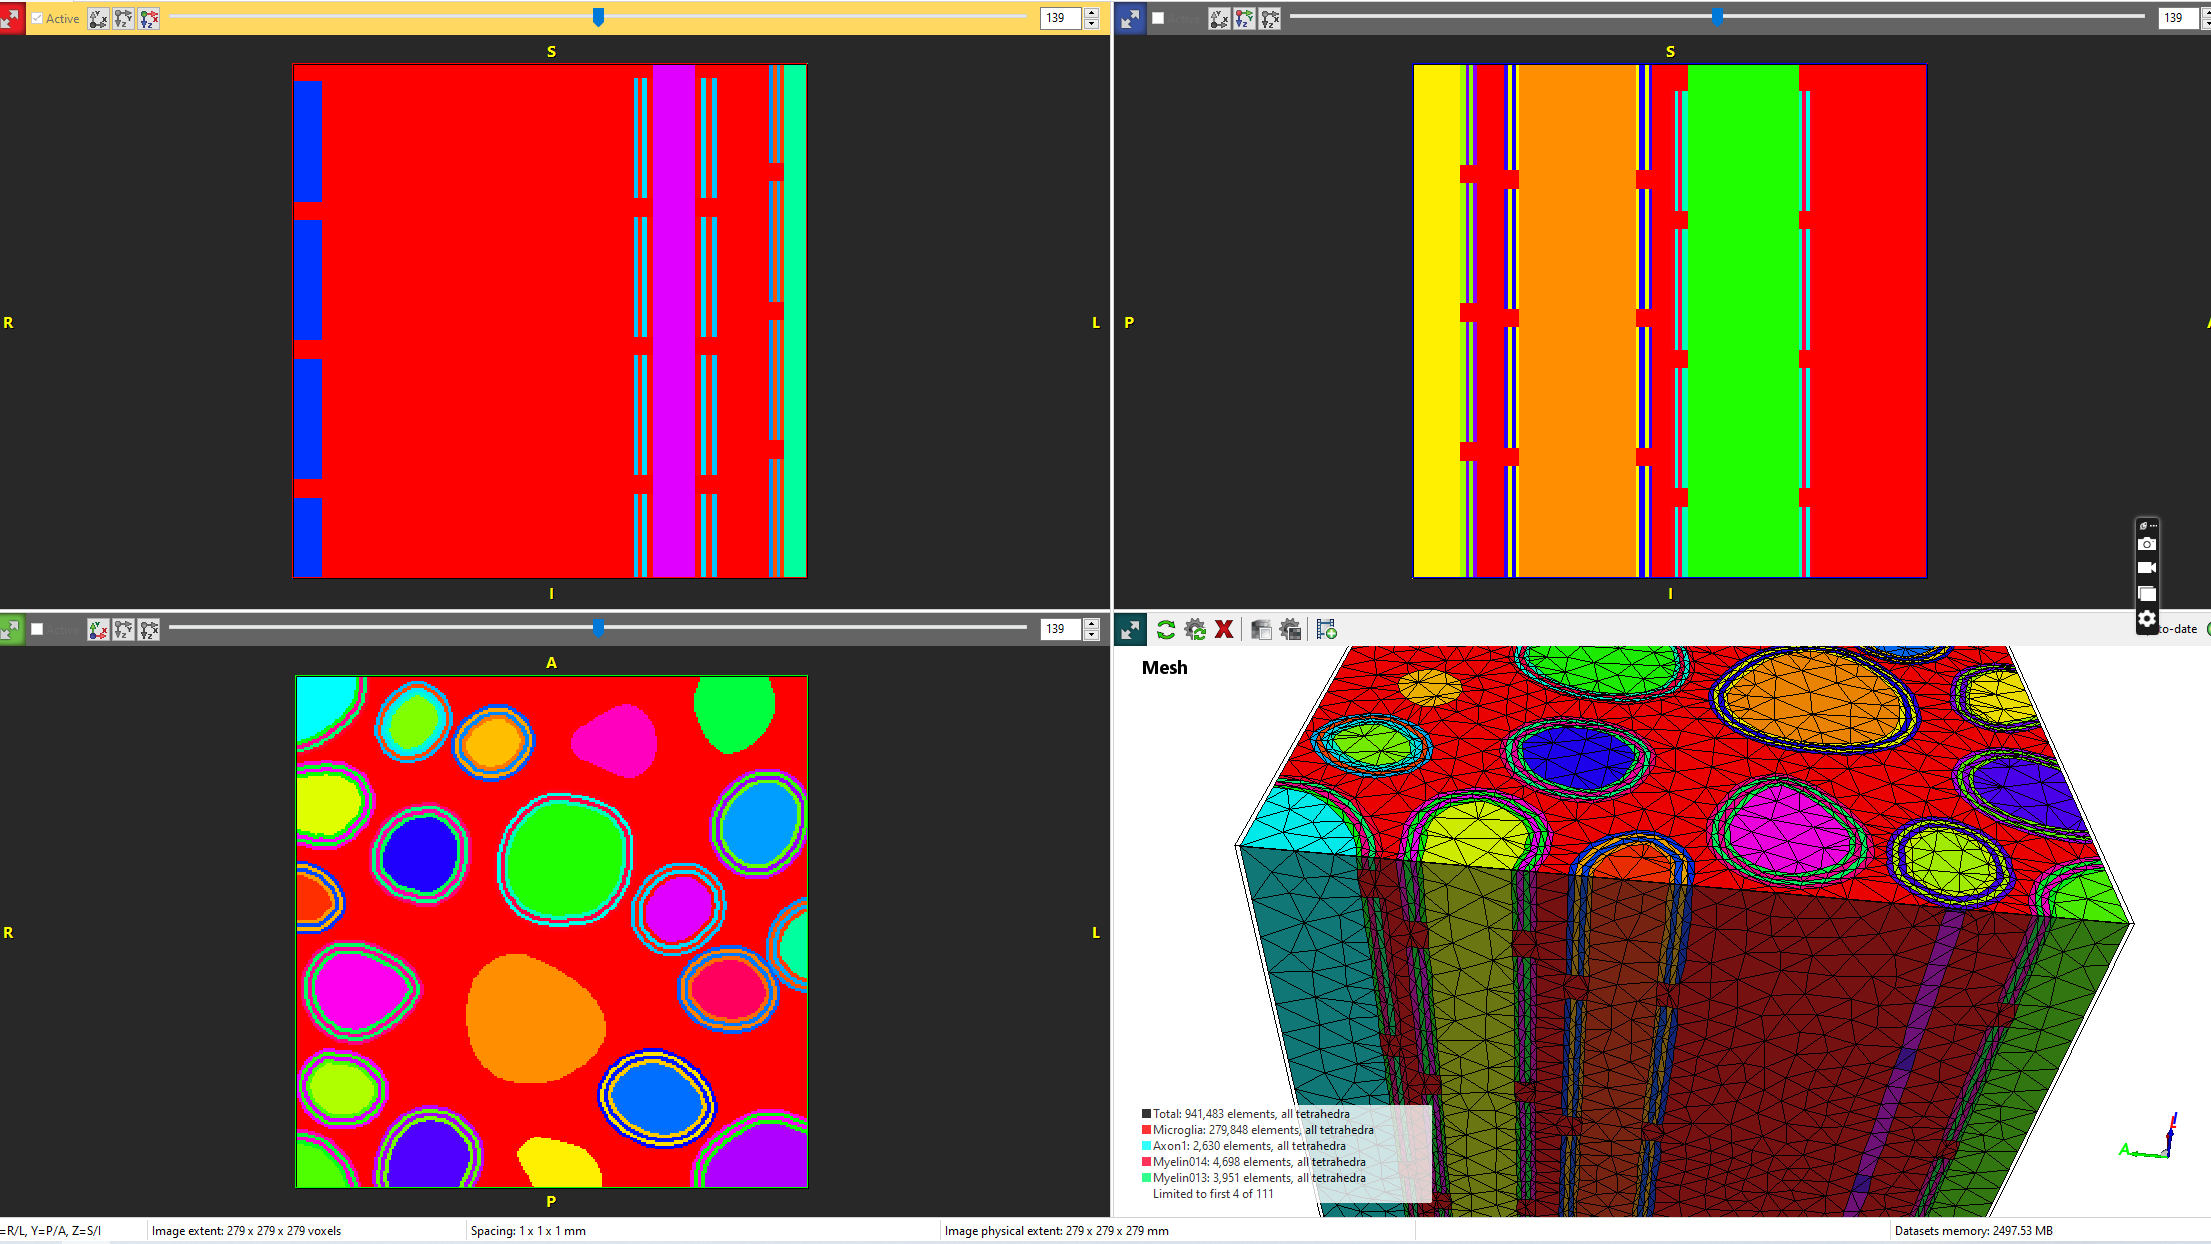 Active
139
139
S
S
R
L
P
I
I
139
to-date
A
Mesh
R
L
P
Total: 941,483 elements, all tetrahedra
Microglia: 279,848 elements, all tetrahedra
Axon1: 2,630 elements, all tetrahedra
Myelin014: 4,698 elements, all tetrahedra
Myelin013: 3,951 elements, all tetrahedra
Limited to first 4 of 111
A
=R/L, Y=P/A, Z=S/I
Image extent: 279 x 279 x 279 voxels
Spacing: 1 x 1 x 1 mm
Image physical extent: 279 x 279 x 279 mm
Datasets memory: 2497.53 MB